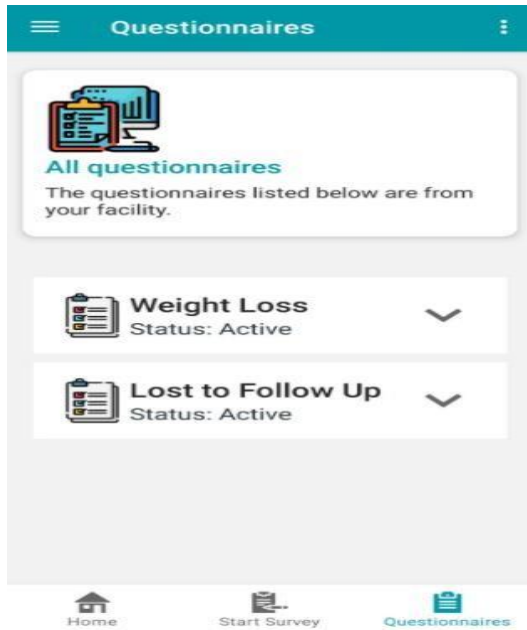 Questionnaires
All questionnaires
The questionnaires listed below are from
your facility.
Weight Loss
Status: Active
Lost to Follow Up
Status: Active
Home
Start Survey
Questionnaires